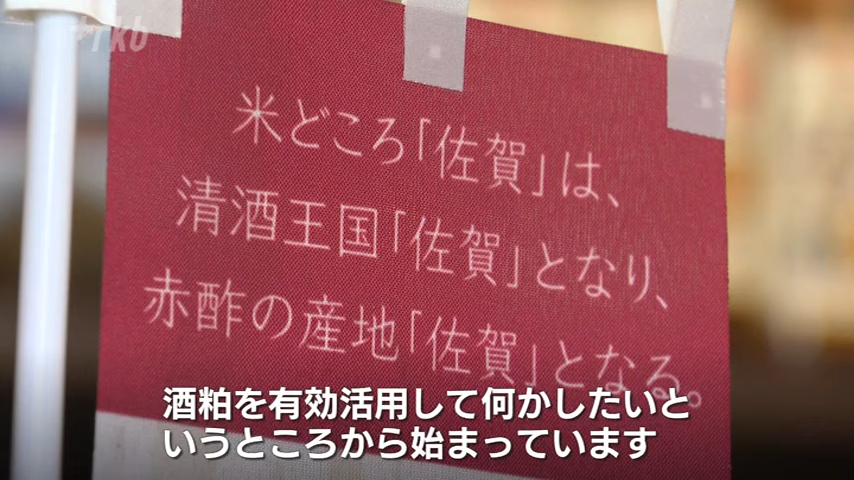 rkb
米どころ「佐賀」は、
清酒王国「佐賀」となり、
赤酢の産地「佐賀」となる。
酒粕を有効活用して何かしたいと
いうところから始まっています